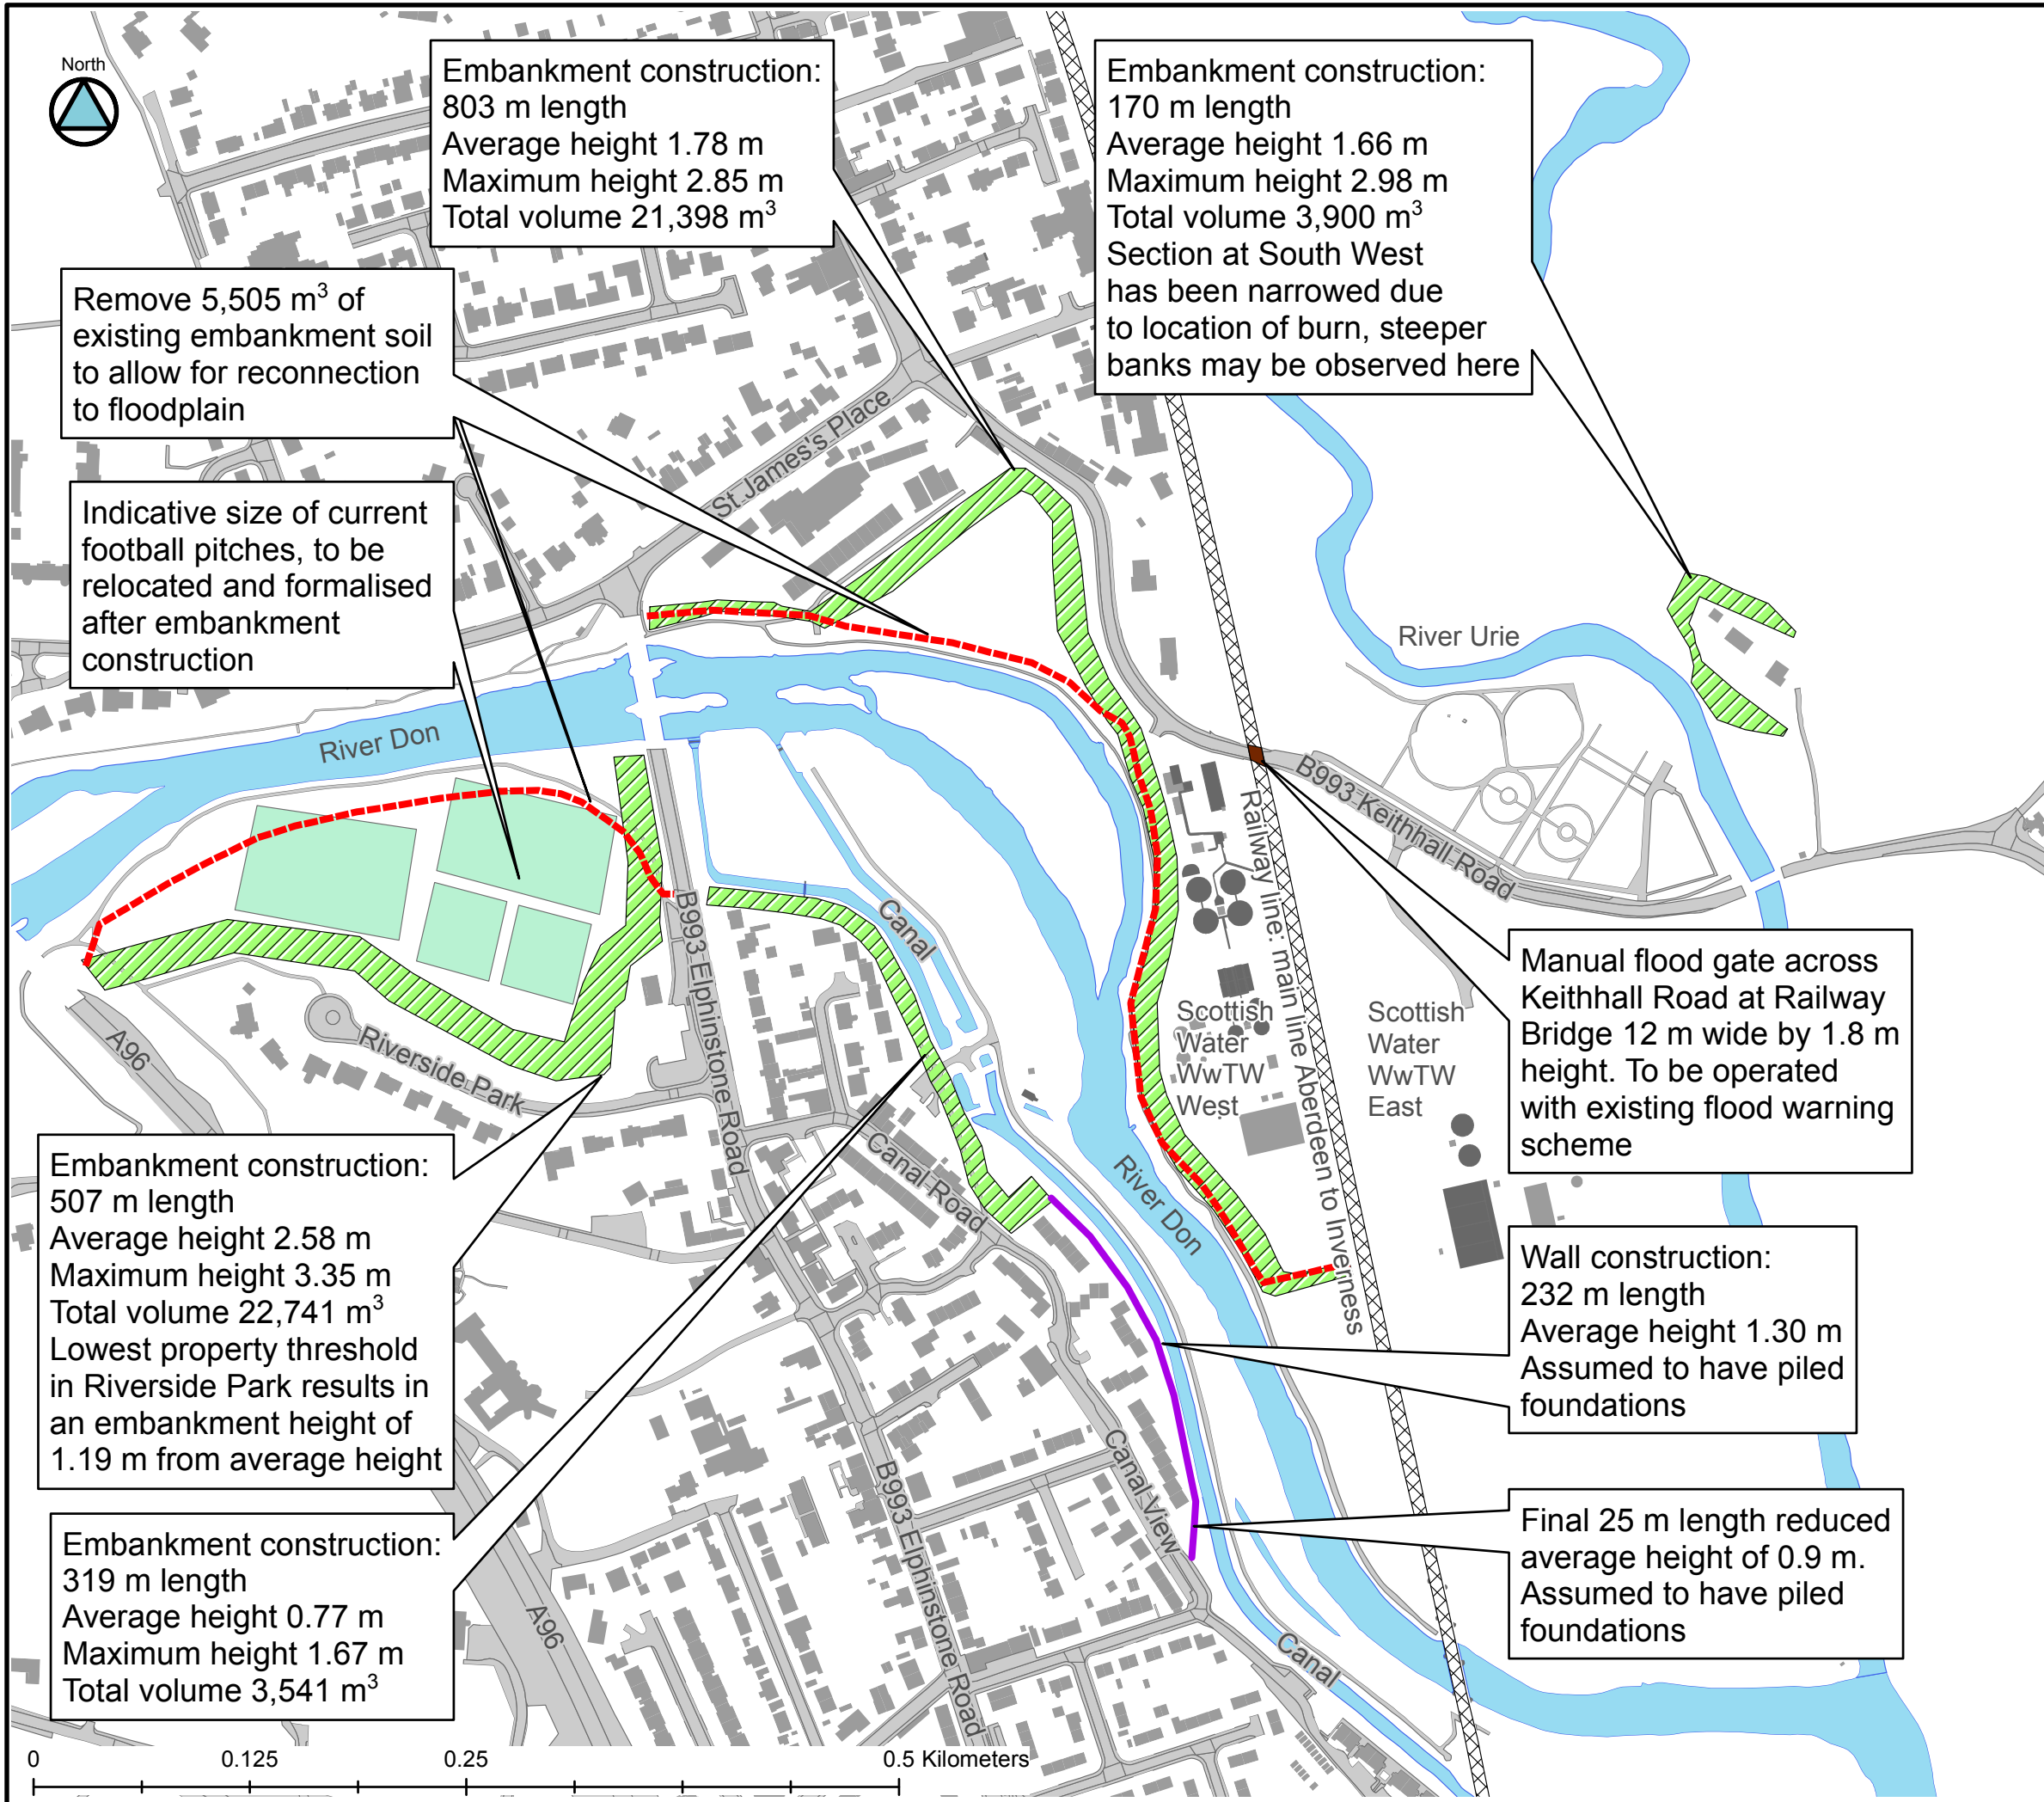 North
Embankment construction:
803 m length
Average height 1.78 m
Maximum height 2.85 m
Total volume 21,398 m³
Embankment construction:
170 m length
Average height 1.66 m
Maximum height 2.98 m
Total volume 3,900 m³
Section at South West
has been narrowed due
to location of burn, steeper
banks may be observed here
Remove 5,505 m³ of
existing embankment soil
to allow for reconnection
to floodplain
Indicative size of current
football pitches, to be
relocated and formalised
after embankment
construction
St James's Place
River Urie
River Don
B993 Keithhall Road
Railway line: main line Aberdeen to Inverness
B993 Elphinstone Road
Canal
A96
Riverside Park
Scottish
Water
WwTW
West
Scottish
Water
WwTW
East
Manual flood gate across
Keithhall Road at Railway
Bridge 12 m wide by 1.8 m
height. To be operated
with existing flood warning
scheme
Canal Road
River Don
Embankment construction:
507 m length
Average height 2.58 m
Maximum height 3.35 m
Total volume 22,741 m³
Lowest property threshold
in Riverside Park results in
an embankment height of
1.19 m from average height
Wall construction:
232 m length
Average height 1.30 m
Assumed to have piled
foundations
Canal View
B993 Elphinstone Road
Final 25 m length reduced
average height of 0.9 m.
Assumed to have piled
foundations
Embankment construction:
319 m length
Average height 0.77 m
Maximum height 1.67 m
Total volume 3,541 m³
A96
Canal
0 0.125 0.25 0.5 Kilometers